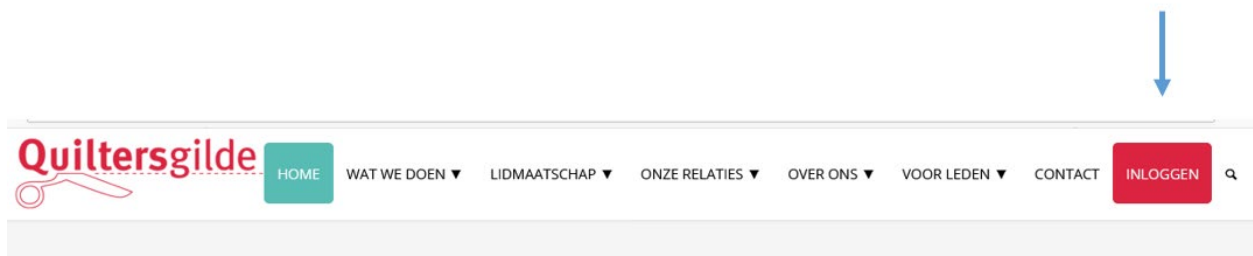 Quiltersgilde
HOME WAT WE DOEN ▼ LIDMAATSCHAP ▼ ONZE RELATIES ▼ OVER ONS ▼ VOOR LEDEN ▼ CONTACT INLOGGEN